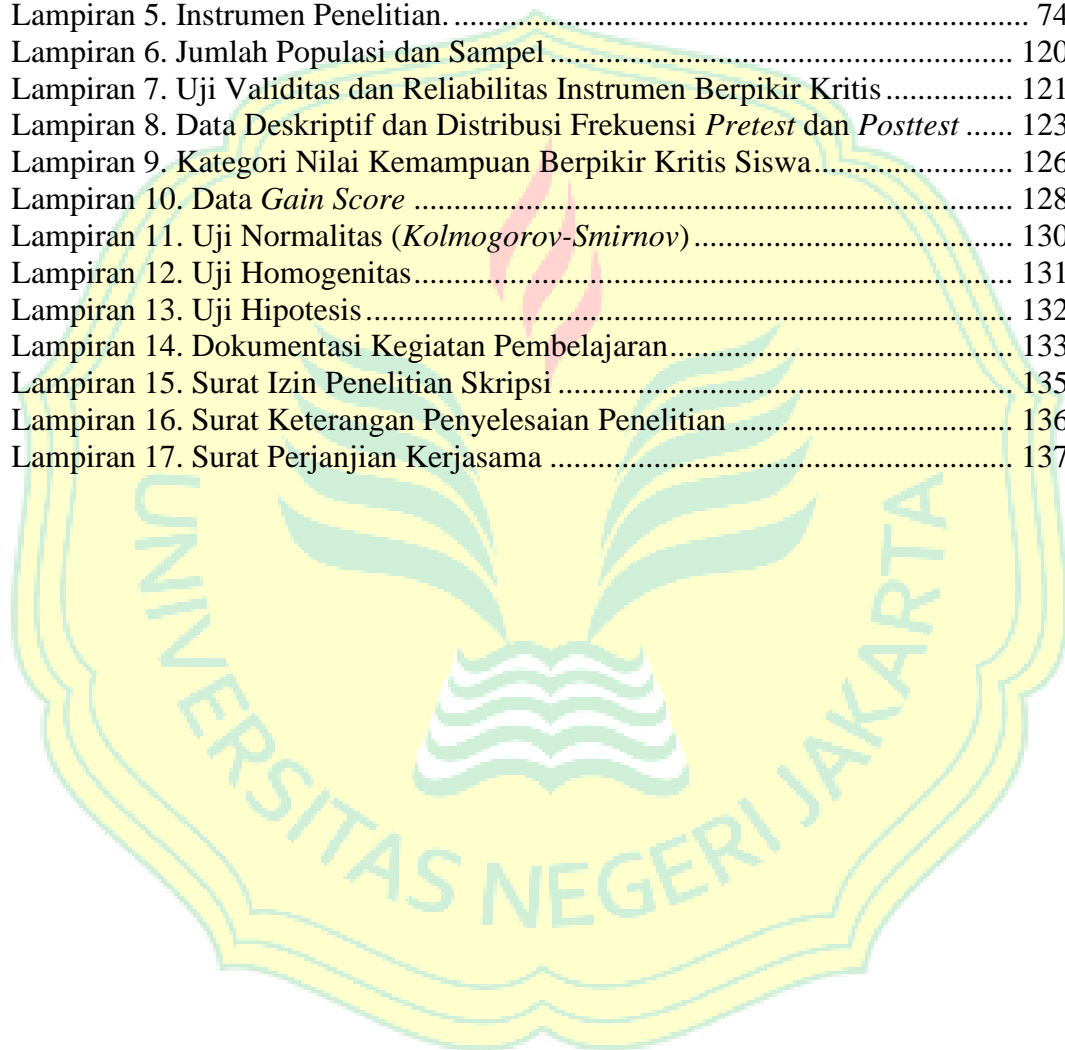 Lampiran 5. Instrumen Penelitian. .................................................................................. 74
Lampiran 6. Jumlah Populasi dan Sampel .................................................................. 120
Lampiran 7. Uji Validitas dan Reliabilitas Instrumen Berpikir Kritis ................ 121
Lampiran 8. Data Deskriptif dan Distribusi Frekuensi Pretest dan Posttest ...... 123
Lampiran 9. Kategori Nilai Kemampuan Berpikir Kritis Siswa ......................... 126
Lampiran 10. Data Gain Score ..................................................................................... 128
Lampiran 11. Uji Normalitas (Kolmogorov-Smirnov) ............................................ 130
Lampiran 12. Uji Homogenitas ..................................................................................... 131
Lampiran 13. Uji Hipotesis ............................................................................................ 132
Lampiran 14. Dokumentasi Kegiatan Pembelajaran ................................................ 133
Lampiran 15. Surat Izin Penelitian Skripsi ................................................................. 135
Lampiran 16. Surat Keterangan Penyelesaian Penelitian ........................................ 136
Lampiran 17. Surat Perjanjian Kerjasama .................................................................. 137
UNIVERSITAS NEGERI JAKARTA